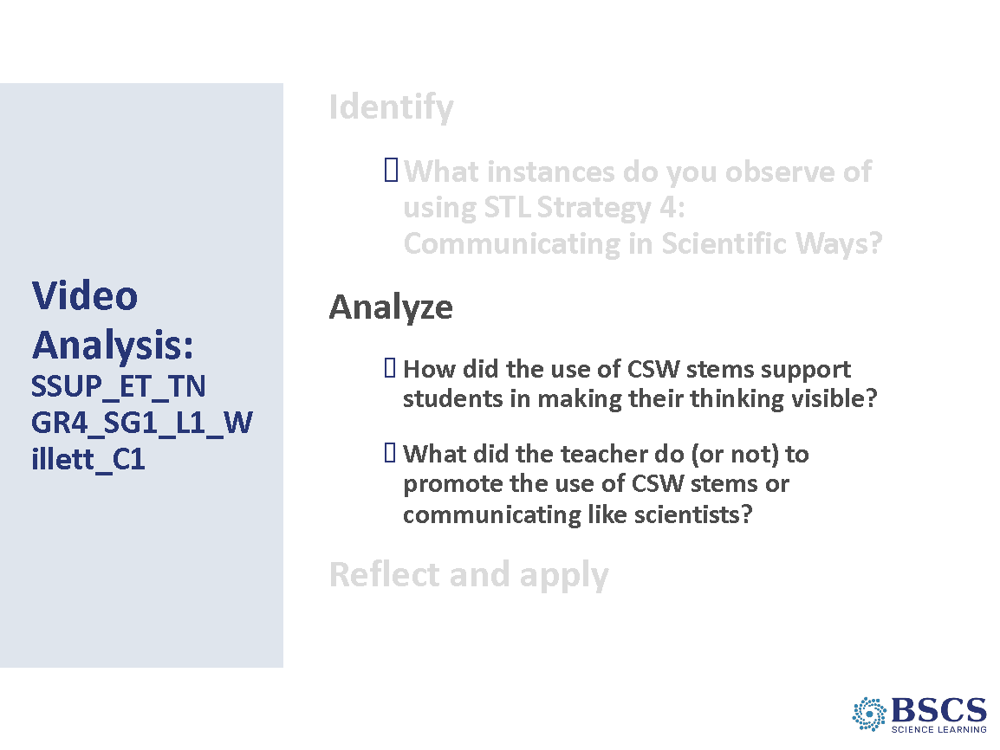 Video
Analysis:
SSUP_ET_TN
GR4_SG1_L1_W
illett_C1
Identify
What instances do you observe of
using STL Strategy 4:
Communicating in Scientific Ways?
Analyze
How did the use of CSW stems support
students in making their thinking visible?
What did the teacher do (or not) to
promote the use of CSW stems or
communicating like scientists?
Reflect and apply
BSCS
SCIENCE LEARNING